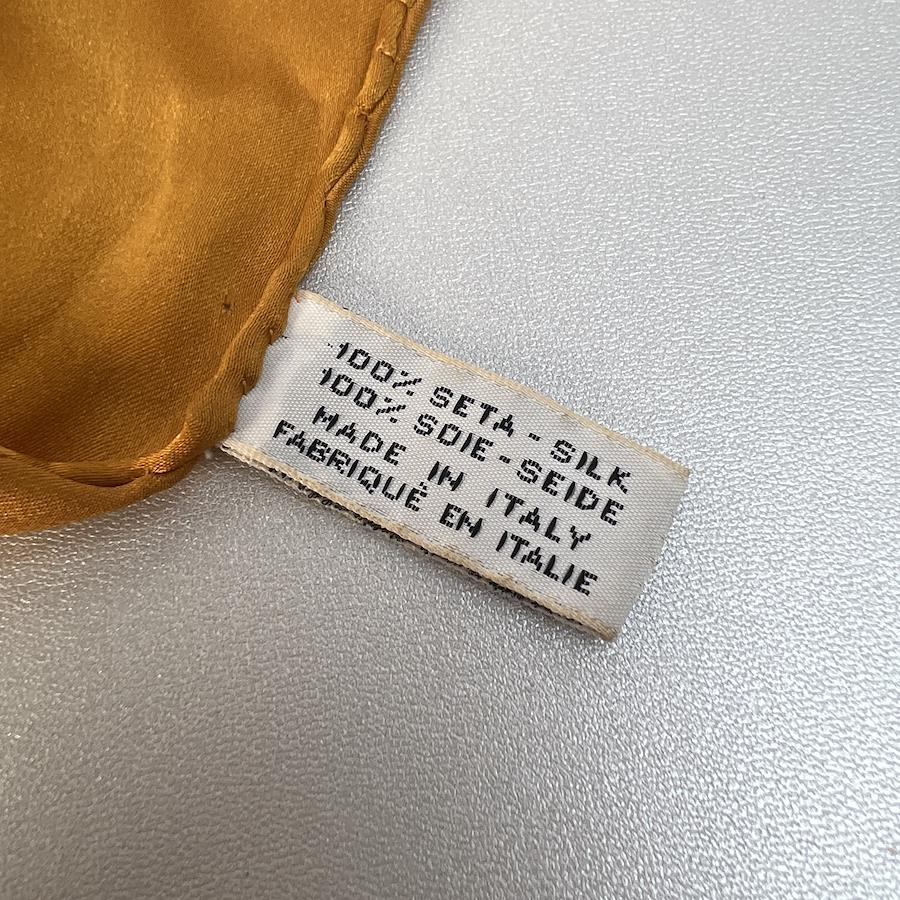 100% SETA - SILK
100% SOIE - SEIDE
MADE IN ITALY
FABRIQUÉ EN ITALIE